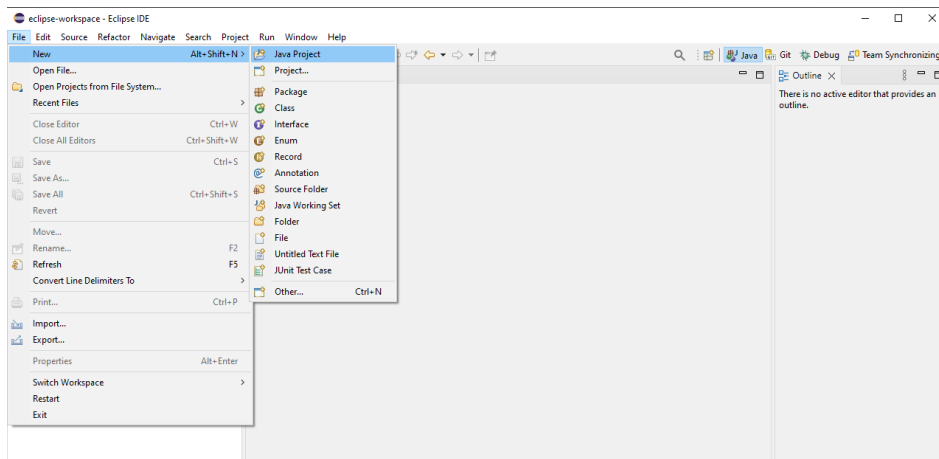 eclipse-workspace - Eclipse IDE
File Edit Source Refactor Navigate Search Project Run Window Help
New Alt+Shift+N >
Open File...
Open Projects from File System...
Recent Files >
Close Editor Ctrl+W
Close All Editors Ctrl+Shift+W
Save Ctrl+S
Save As...
Save All Ctrl+Shift+S
Revert
Move...
Rename... F2
Refresh F5
Convert Line Delimiters To >
Print... Ctrl+P
Import...
Export...
Properties Alt+Enter
Switch Workspace >
Restart
Exit
Java Project
Project...
Package
Class
Interface
Enum
Record
Annotation
Source Folder
Java Working Set
Folder
File
Untitled Text File
JUnit Test Case
Other... Ctrl+N
Java Git Debug Team Synchronizing
Outline
There is no active editor that provides an
outline.